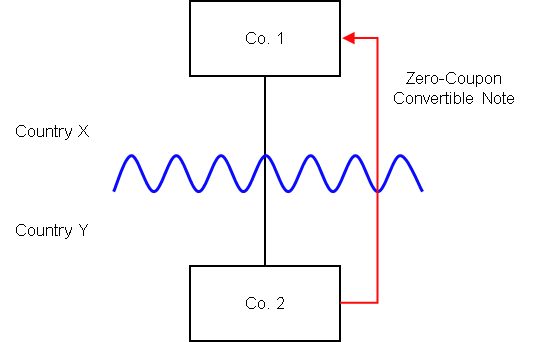 Co. 1
Zero-Coupon
Convertible Note
Country X
Country Y
Co. 2